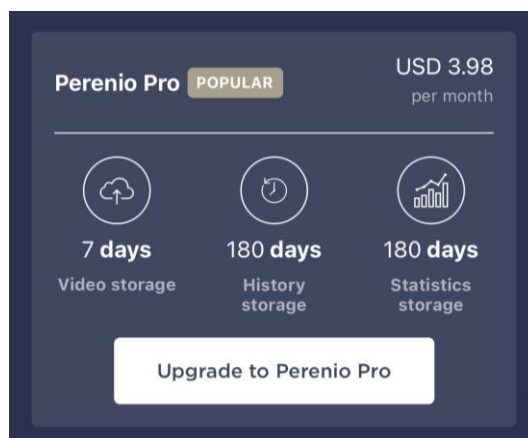 Perenio Pro POPULAR
USD 3.98
per month
7 days
Video storage
180 days
History
storage
180 days
Statistics
storage
Upgrade to Perenio Pro